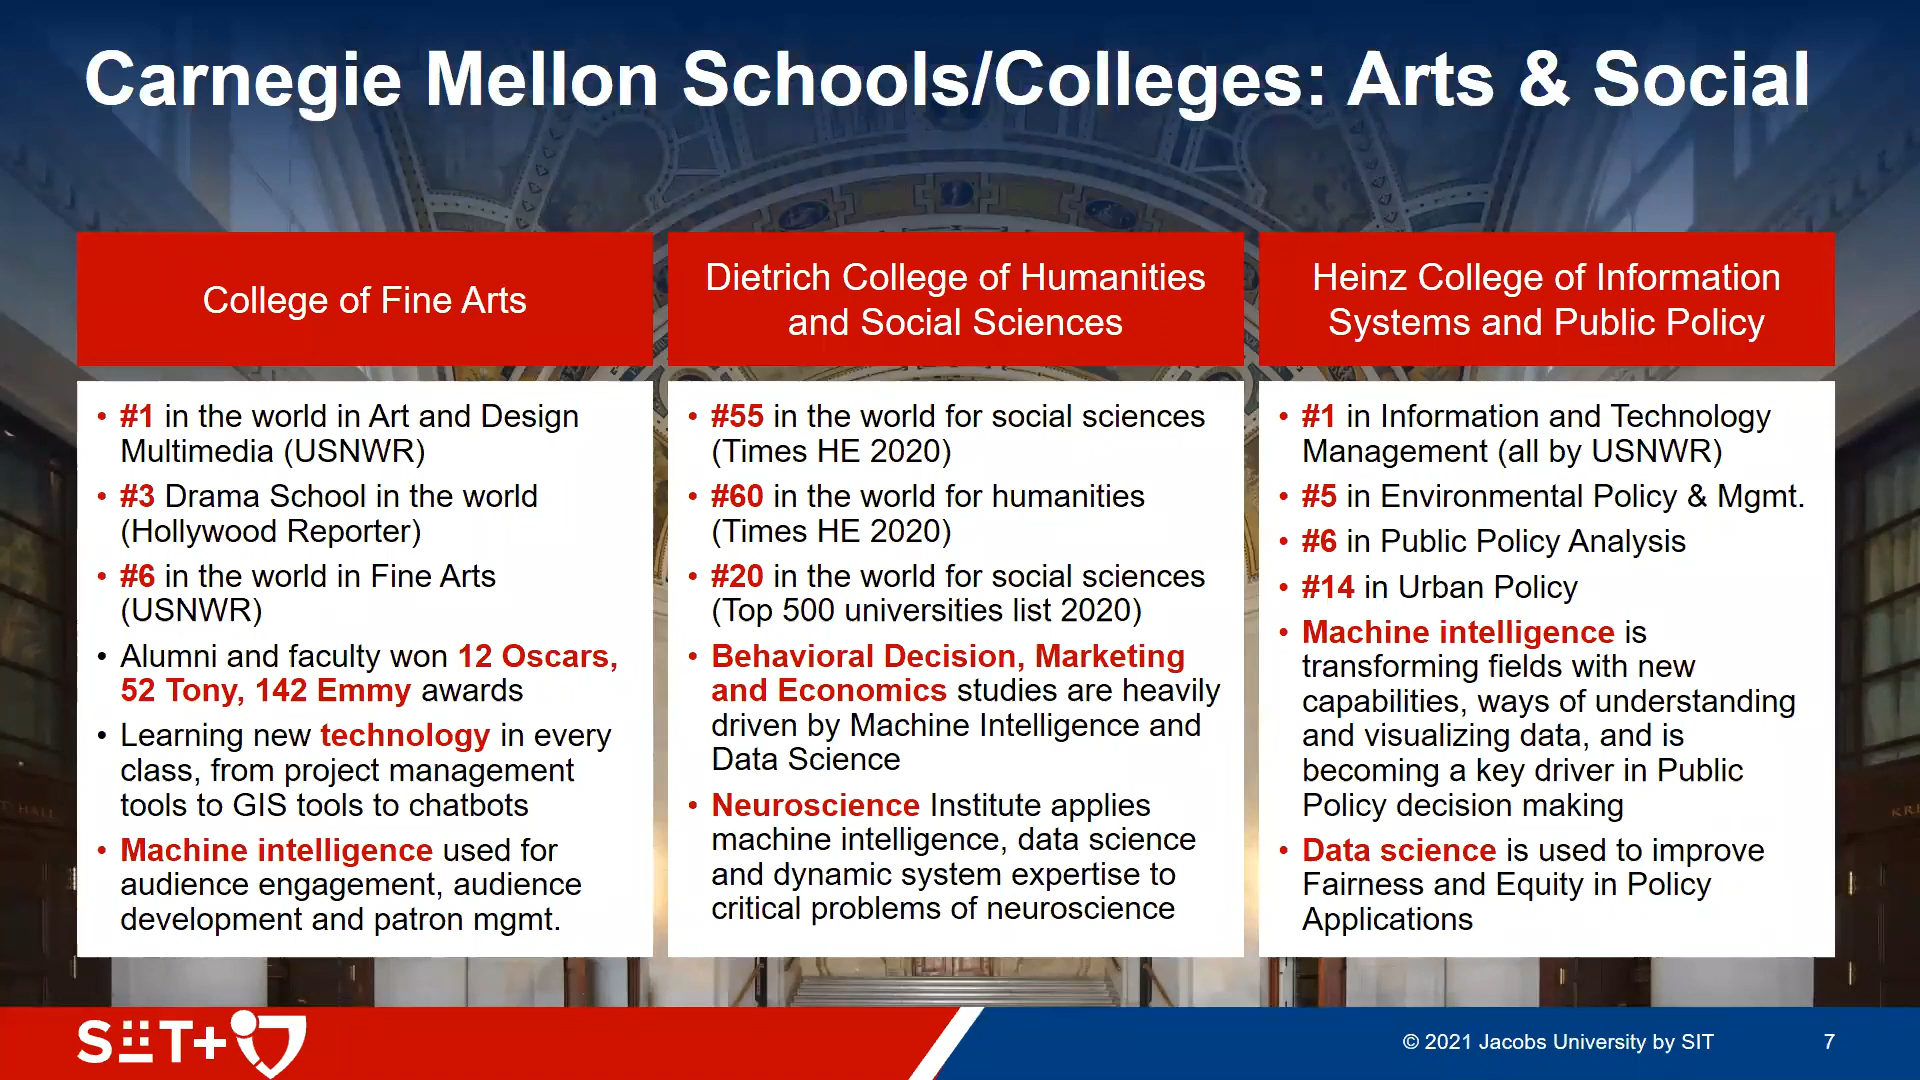 Carnegie Mellon Schools/Colleges: Arts & Social
College of Fine Arts
• #1 in the world in Art and Design
Multimedia (USNWR)
• #3 Drama School in the world
(Hollywood Reporter)
• #6 in the world in Fine Arts
(USNWR)
• Alumni and faculty won 12 Oscars,
52 Tony, 142 Emmy awards
• Learning new technology in every
class, from project management
tools to GIS tools to chatbots
• Machine intelligence used for
audience engagement, audience
development and patron mgmt.
Dietrich College of Humanities
and Social Sciences
• #55 in the world for social sciences
(Times HE 2020)
• #60 in the world for humanities
(Times HE 2020)
• #20 in the world for social sciences
(Top 500 universities list 2020)
• Behavioral Decision, Marketing
and Economics studies are heavily
driven by Machine Intelligence and
Data Science
• Neuroscience Institute applies
machine intelligence, data science
and dynamic system expertise to
critical problems of neuroscience
Heinz College of Information
Systems and Public Policy
• #1 in Information and Technology
Management (all by USNWR)
• #5 in Environmental Policy & Mgmt.
• #6 in Public Policy Analysis
• #14 in Urban Policy
• Machine intelligence is
transforming fields with new
capabilities, ways of understanding
and visualizing data, and is
becoming a key driver in Public
Policy decision making
• Data science is used to improve
Fairness and Equity in Policy
Applications
© 2021 Jacobs University by SIT
7